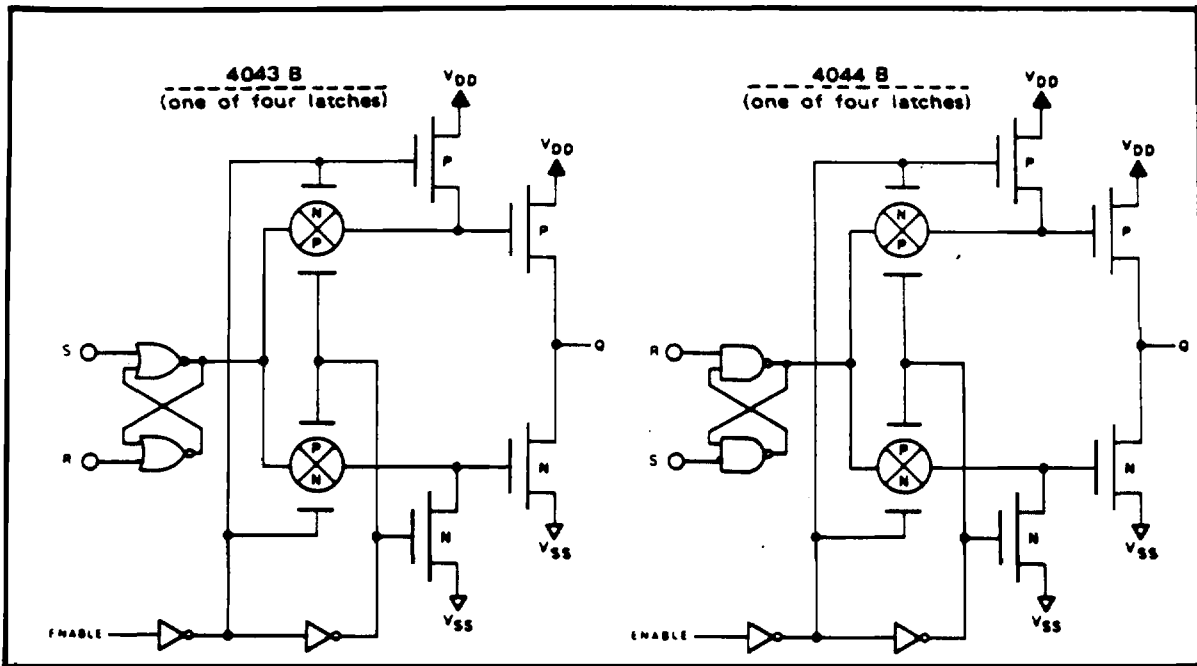 4043 B
(one of four latches)
VDD
P
VDD
N
P
P
S
Q
R
P
N
N
N
VSS
VSS
ENABLE
4044 B
(one of four latches)
VDD
P
VDD
N
P
P
R
Q
S
P
N
N
N
VSS
VSS
ENABLE